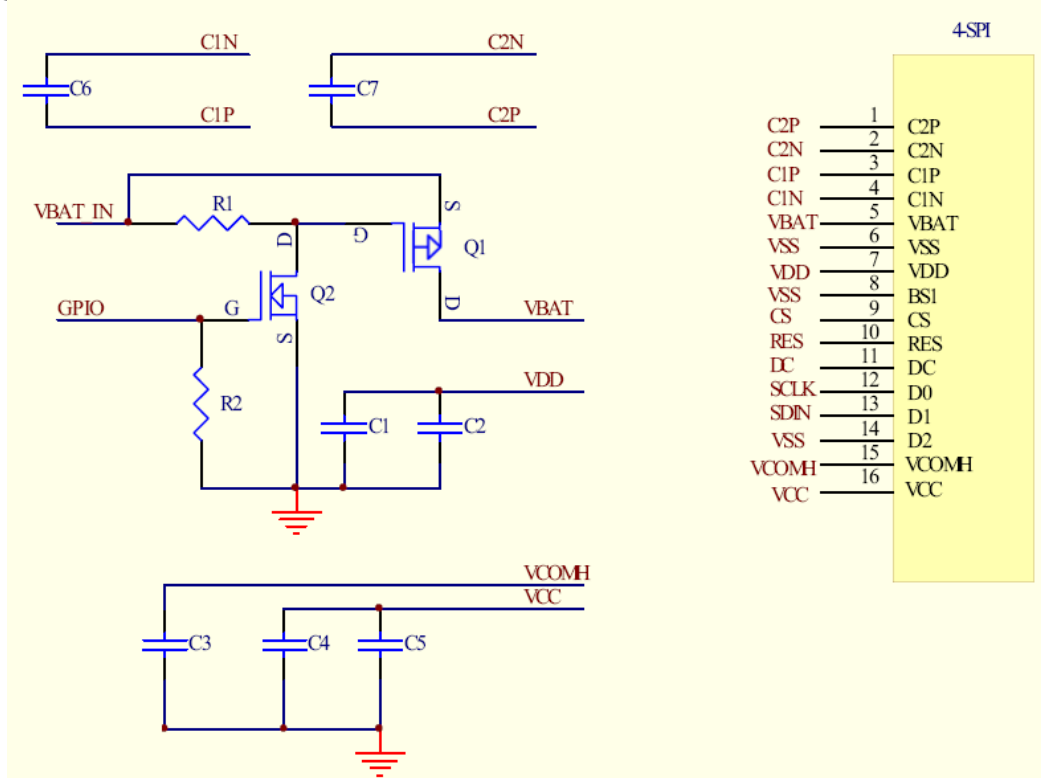 4-SPI
C1N
C6
C1P
C2N
C7
C2P
VBAT_IN
R1
D
G
S
Q1
D
VBAT
GPIO
G
Q2
S
R2
VDD
C1
C2
VCOMH
VCC
C3
C4
C5
C2P 1 C2P
C2N 2 C2N
C1P 3 C1P
C1N 4 C1N
VBAT 5 VBAT
VSS 6 VSS
VDD 7 VDD
VSS 8 BS1
CS 9 CS
RES 10 RES
DC 11 DC
SCLK 12 D0
SDIN 13 D1
VSS 14 D2
VCOMH 15 VCOMH
VCC 16 VCC